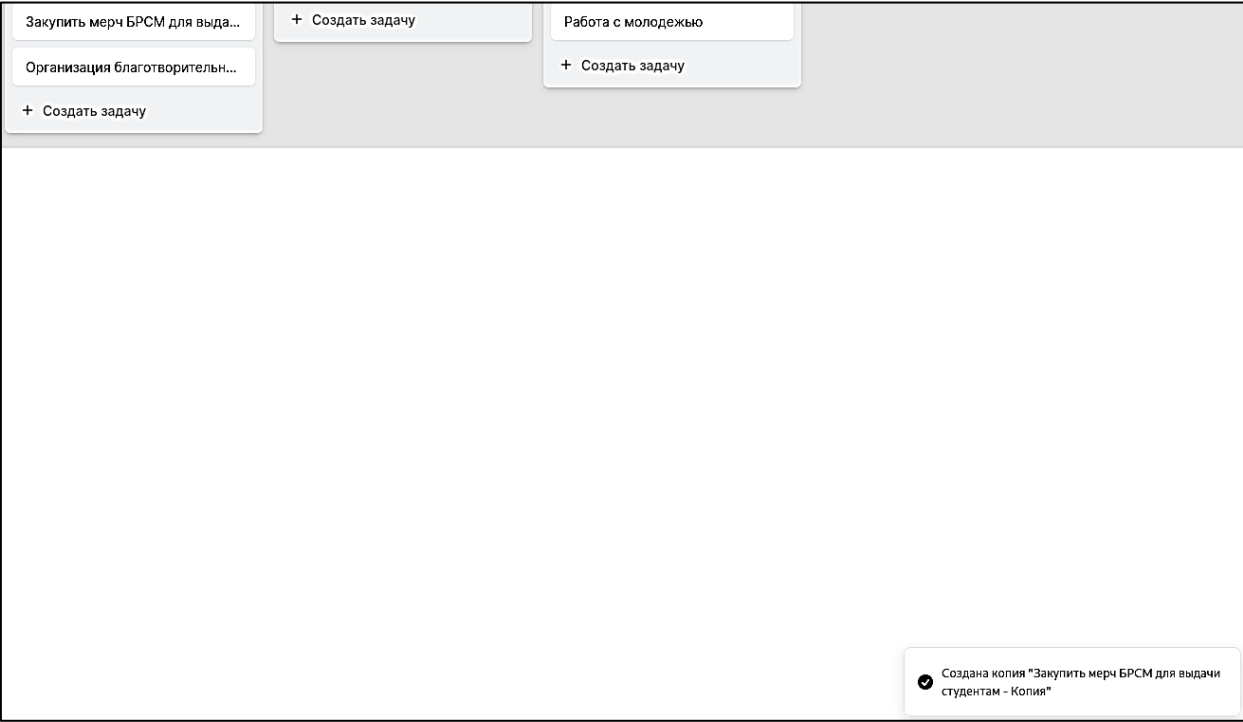 Закупить мерч БРСМ для выда...
Организация благотворительн...
+ Создать задачу
+ Создать задачу
Работа с молодежью
+ Создать задачу
Создана копия "Закупить мерч БРСМ для выдачи
студентам - Копия"